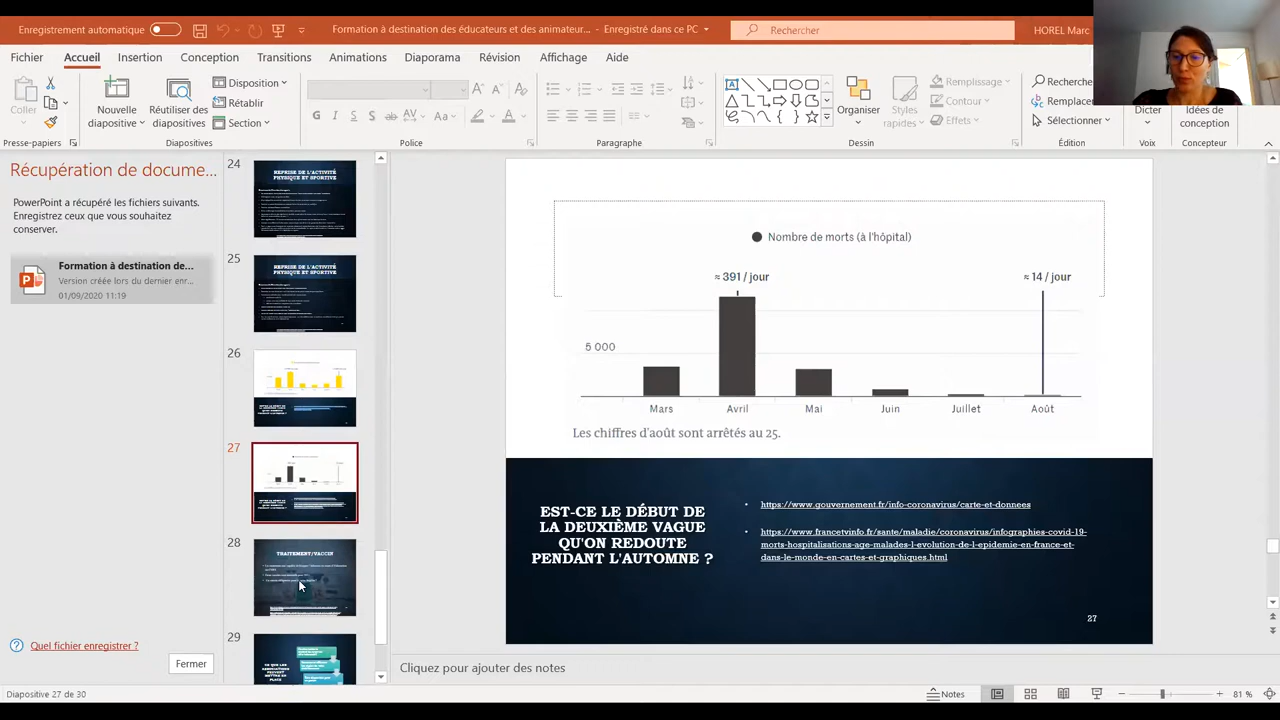 Enregistrement automatique
Formation à destination des éducateurs et des animateur... - Enregistré dans ce PC
Rechercher
HOREL Marc
Fichier Accueil Insertion Conception Transitions Animations Diaporama Révision Affichage Aide
Coller
Nouvelle diapositive
Réutiliser des diapositives
Disposition
Rétablir
Section
Organiser
Styles rapides
Remplissage
Contour
Effets
Recherche
Remplacer
Sélectionner
Dicter
Idées de conception
Presse-papiers Diapositives Police Paragraphe Dessin Édition Voix Concepteur
Récupération de docume...
PowerPoint a récupéré les fichiers suivants.
conserver.
Formation à destination de...
Version créée lors du dernier enr...
01/09/2020 11:19
Quel fichier enregistrer ?
Fermer
24
REPRISE DE L'ACTIVITÉ
PHYSIQUE ET SPORTIVE
25
REPRISE DE L'ACTIVITÉ
PHYSIQUE ET SPORTIVE
26
27
28
TRAITEMENT/VACCIN
29
CE QUE LES
ASSOCIATIONS
PEUVENT
METTRE EN
PLACE
Nombre de morts (à l'hôpital)
≈ 391 / jour
≈ 14 / jour
5 000
Mars Avril Mai Juin Juillet Août
Les chiffres d'août sont arrêtés au 25.
EST-CE LE DÉBUT DE
LA DEUXIÈME VAGUE
QU'ON REDOUTE
PENDANT L'AUTOMNE ?
• https://www.gouvernement.fr/info-coronavirus/carte-et-donnees
• https://www.francetvinfo.fr/sante/maladie/coronavirus/infographies-covid-19-
morts-hospitalisations-age-malades-l-evolution-de-l-epidemie-en-france-et-
dans-le-monde-en-cartes-et-graphiques.html
27
Cliquez pour ajouter des notes
Diapositive 27 de 30
Notes
81 %